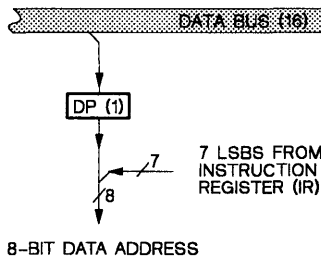 DATA BUS (16)
DP (1)
7
7 LSBS FROM
INSTRUCTION
REGISTER (IR)
8
8-BIT DATA ADDRESS